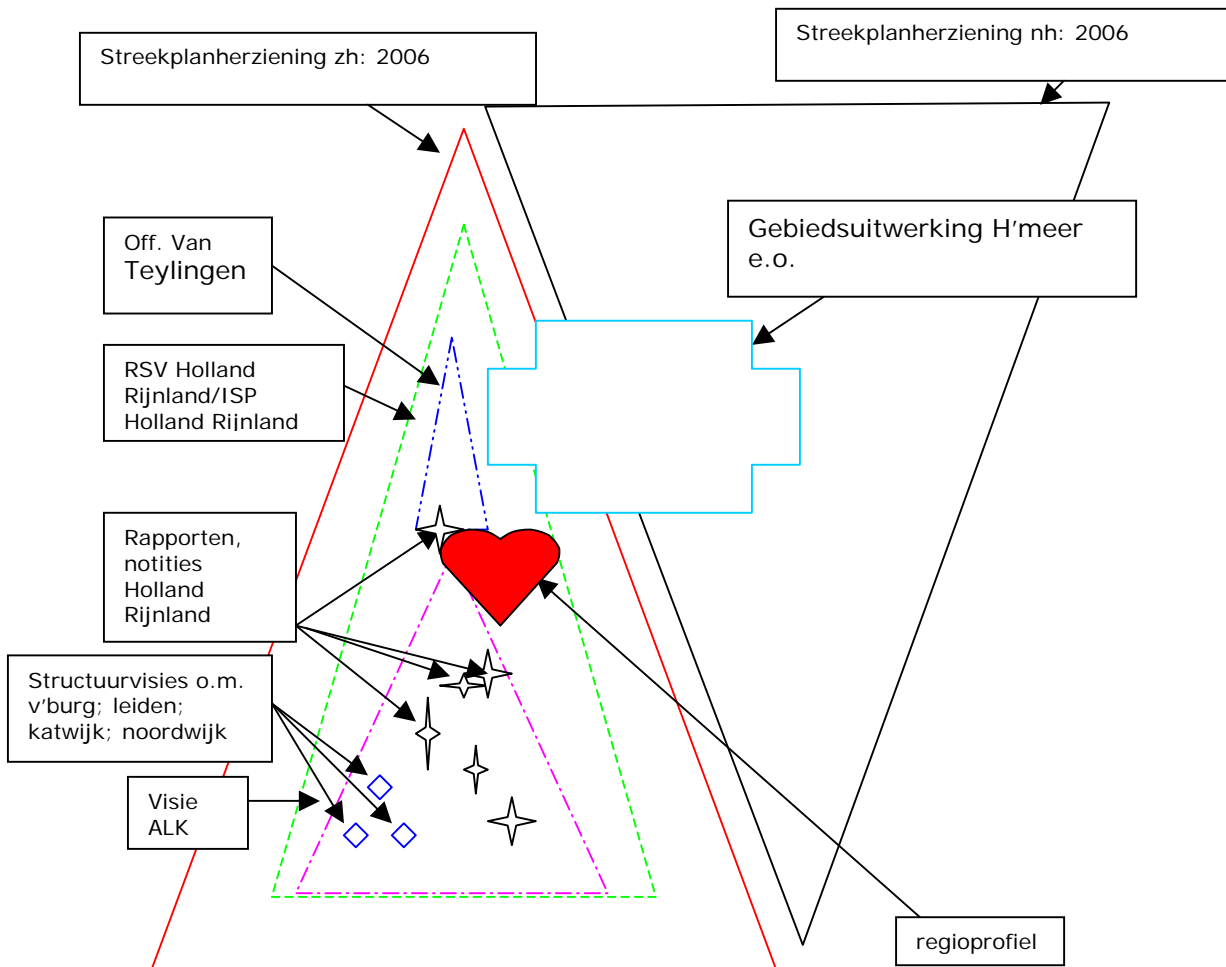 Streekplanherziening zh: 2006
Streekplanherziening nh: 2006
Off. Van
Teylingen
Gebiedsuitwerking H'meer
e.o.
RSV Holland
Rijnland/ISP
Holland Rijnland
Rapporten,
notities
Holland
Rijnland
Structuurvisies o.m.
v'burg; leiden;
katwijk; noordwijk
Visie
ALK
regioprofiel